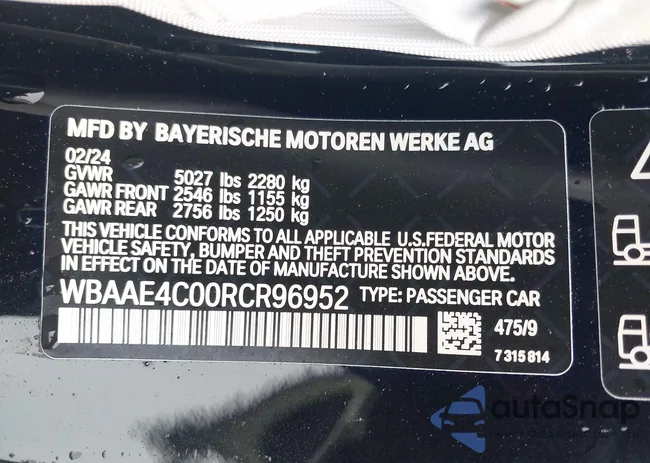 MFD BY BAYERISCHE MOTOREN WERKE AG
02/24
GVWR 5027 lbs 2280 kg
GAWR FRONT 2546 lbs 1155 kg
GAWR REAR 2756 lbs 1250 kg
THIS VEHICLE CONFORMS TO ALL APPLICABLE U.S.FEDERAL MOTOR
VEHICLE SAFETY, BUMPER AND THEFT PREVENTION STANDARDS
IN EFFECT ON THE DATE OF MANUFACTURE SHOWN ABOVE.
WBAAE4C00RCR96952 TYPE: PASSENGER CAR
475/9
7 315 814
autoSnap